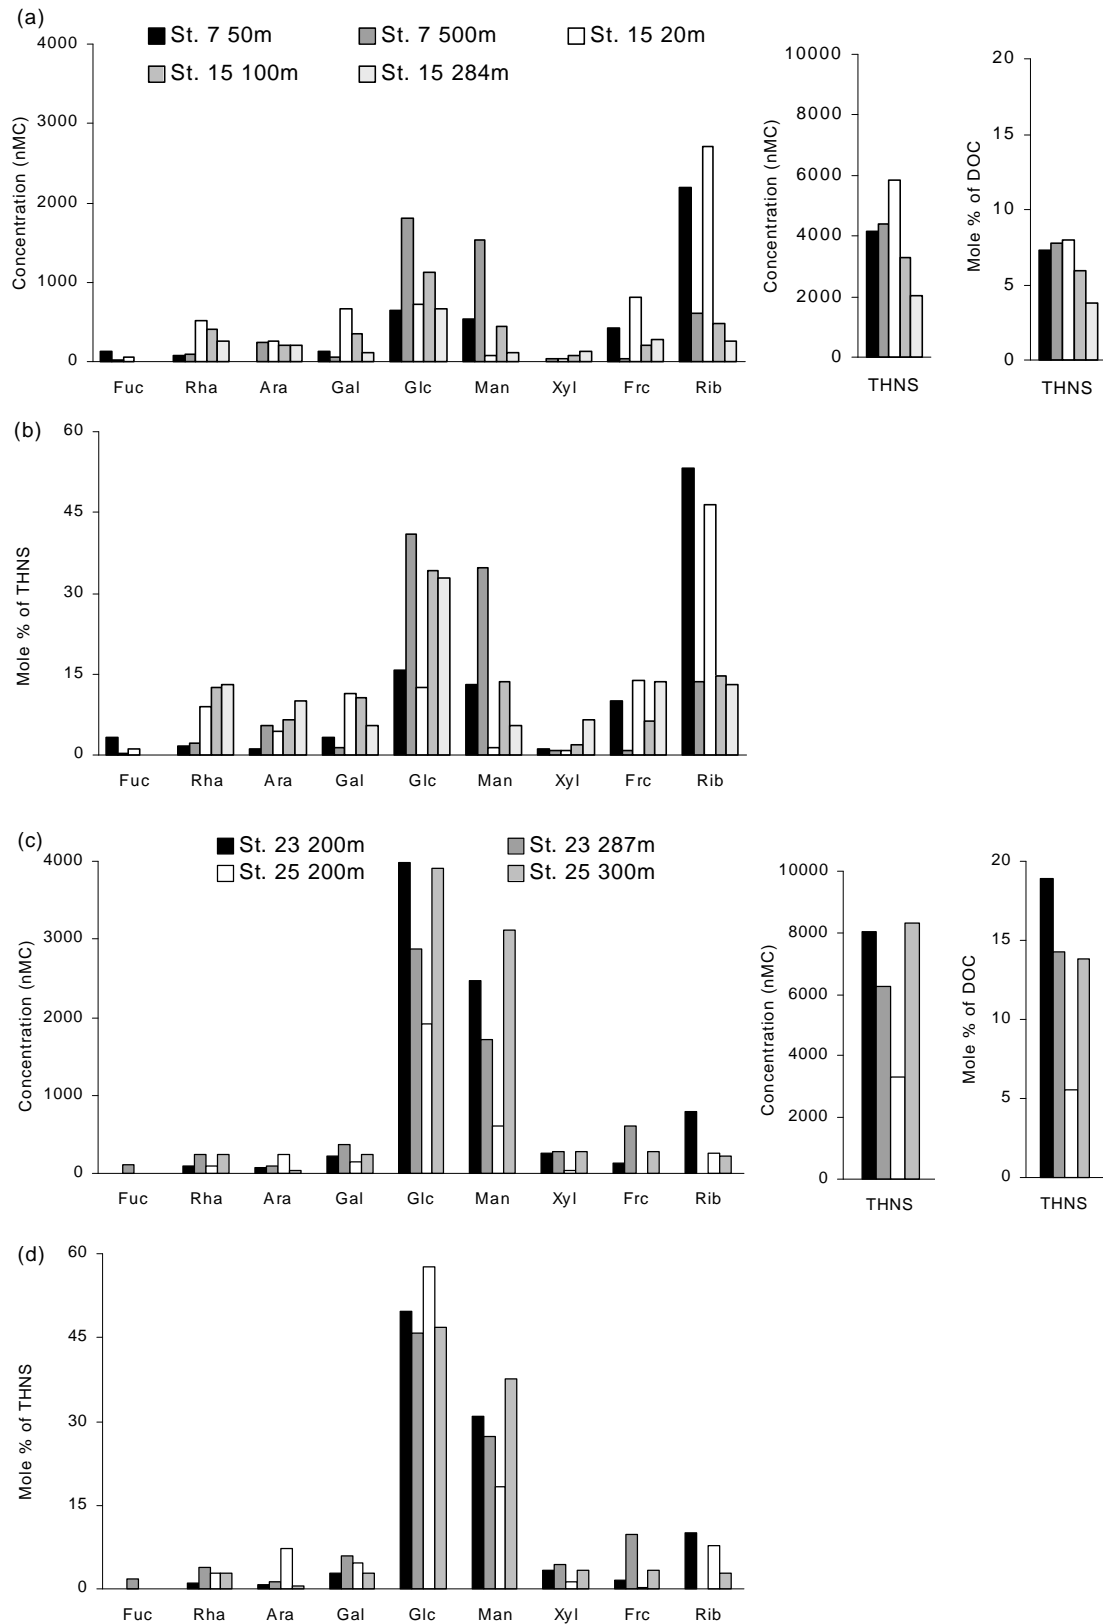 (a)
St. 7 50m St. 7 500m St. 15 20m
St. 15 100m St. 15 284m
Concentration (nMC)
4000
3000
2000
1000
0
Fuc Rha Ara Gal Glc Man Xyl Frc Rib
Concentration (nMC)
10000
8000
6000
4000
2000
0
THNS
Mole % of DOC
20
15
10
5
0
THNS
(b)
Mole % of THNS
60
45
30
15
0
Fuc Rha Ara Gal Glc Man Xyl Frc Rib
(c)
St. 23 200m St. 23 287m
St. 25 200m St. 25 300m
Concentration (nMC)
4000
3000
2000
1000
0
Fuc Rha Ara Gal Glc Man Xyl Frc Rib
Concentration (nMC)
10000
8000
6000
4000
2000
0
THNS
Mole % of DOC
20
15
10
5
0
THNS
(d)
Mole % of THNS
60
45
30
15
0
Fuc Rha Ara Gal Glc Man Xyl Frc Rib